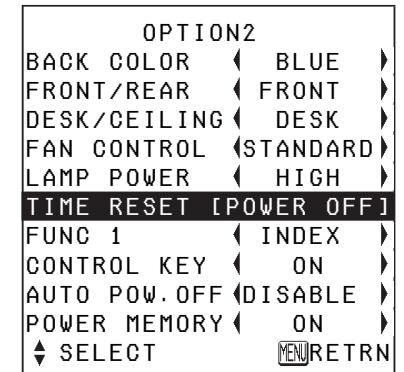 OPTION2
BACK COLOR BLUE
FRONT/REAR FRONT
DESK/CEILING DESK
FAN CONTROL STANDARD
LAMP POWER HIGH
TIME RESET [POWER OFF]
FUNC 1 INDEX
CONTROL KEY ON
AUTO POW.OFF DISABLE
POWER MEMORY ON
SELECT MENU RETRN